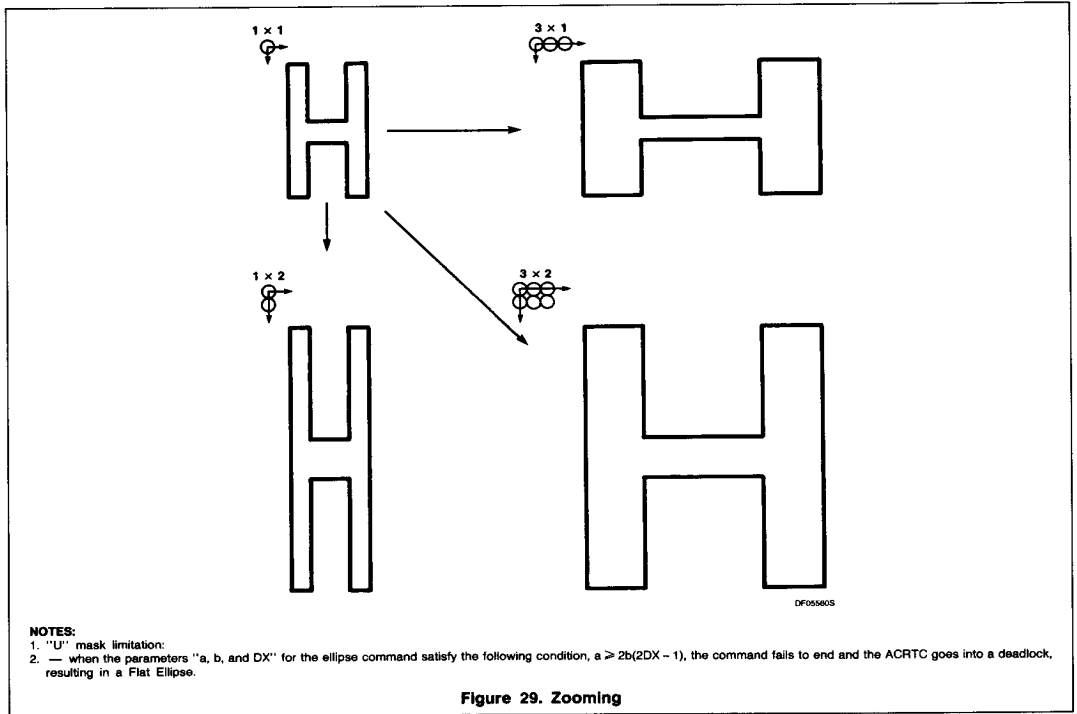 1 × 1
3 × 1
1 × 2
3 × 2
DF05560S
NOTES:
1. "U" mask limitation:
2. — when the parameters "a, b, and DX" for the ellipse command satisfy the following condition, a ⩾ 2b(2DX – 1), the command fails to end and the ACRTC goes into a deadlock,
resulting in a Flat Ellipse.
Figure 29. Zooming